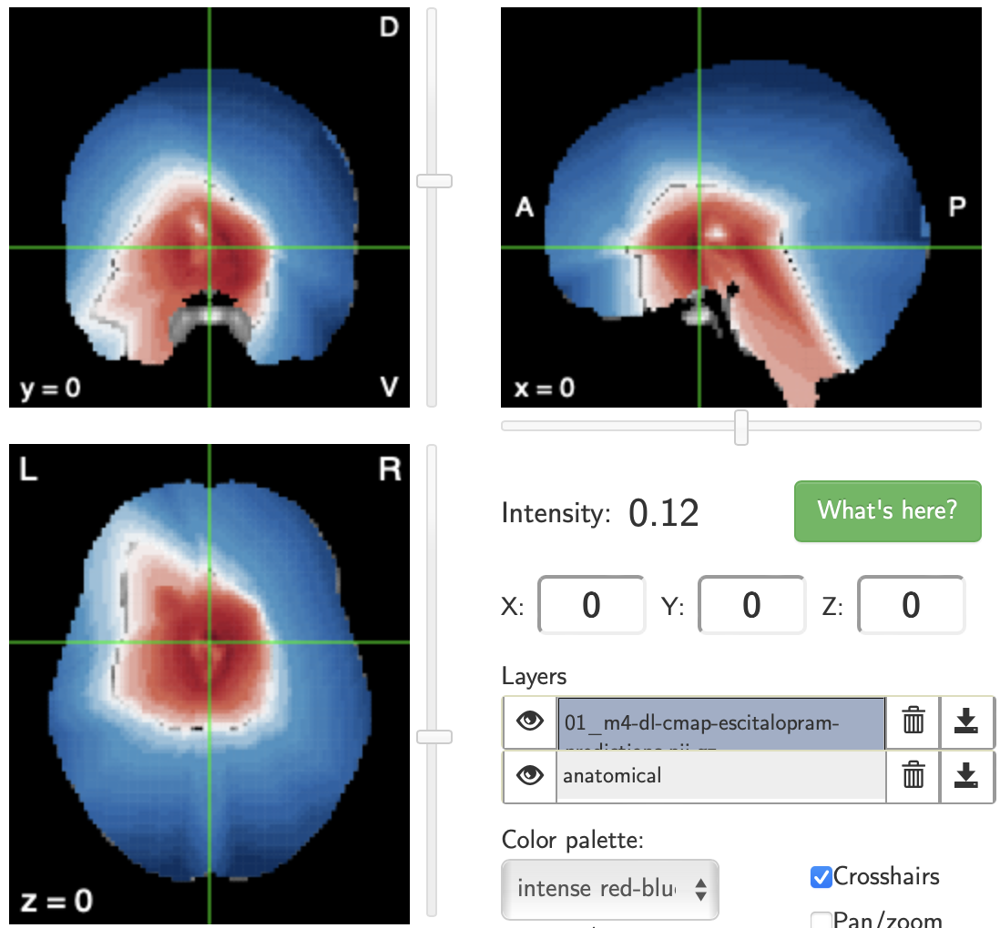 D
y = 0
V
A
P
x = 0
L
R
z = 0
Intensity: 0.12
What's here?
X: 0 Y: 0 Z: 0
Layers
01_m4-dl-cmap-escitalopram-
predictions.nii.gz
anatomical
Color palette:
intense red-blu
Crosshairs
Pan/zoom